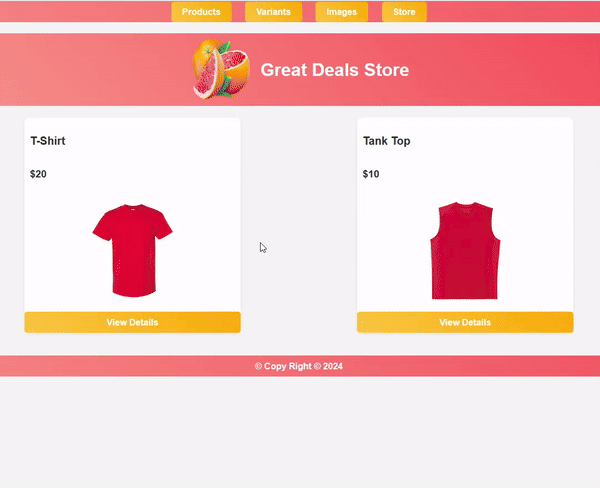 Products Variants Images Store
Great Deals Store
T-Shirt
$20
View Details
Tank Top
$10
View Details
© Copy Right © 2024